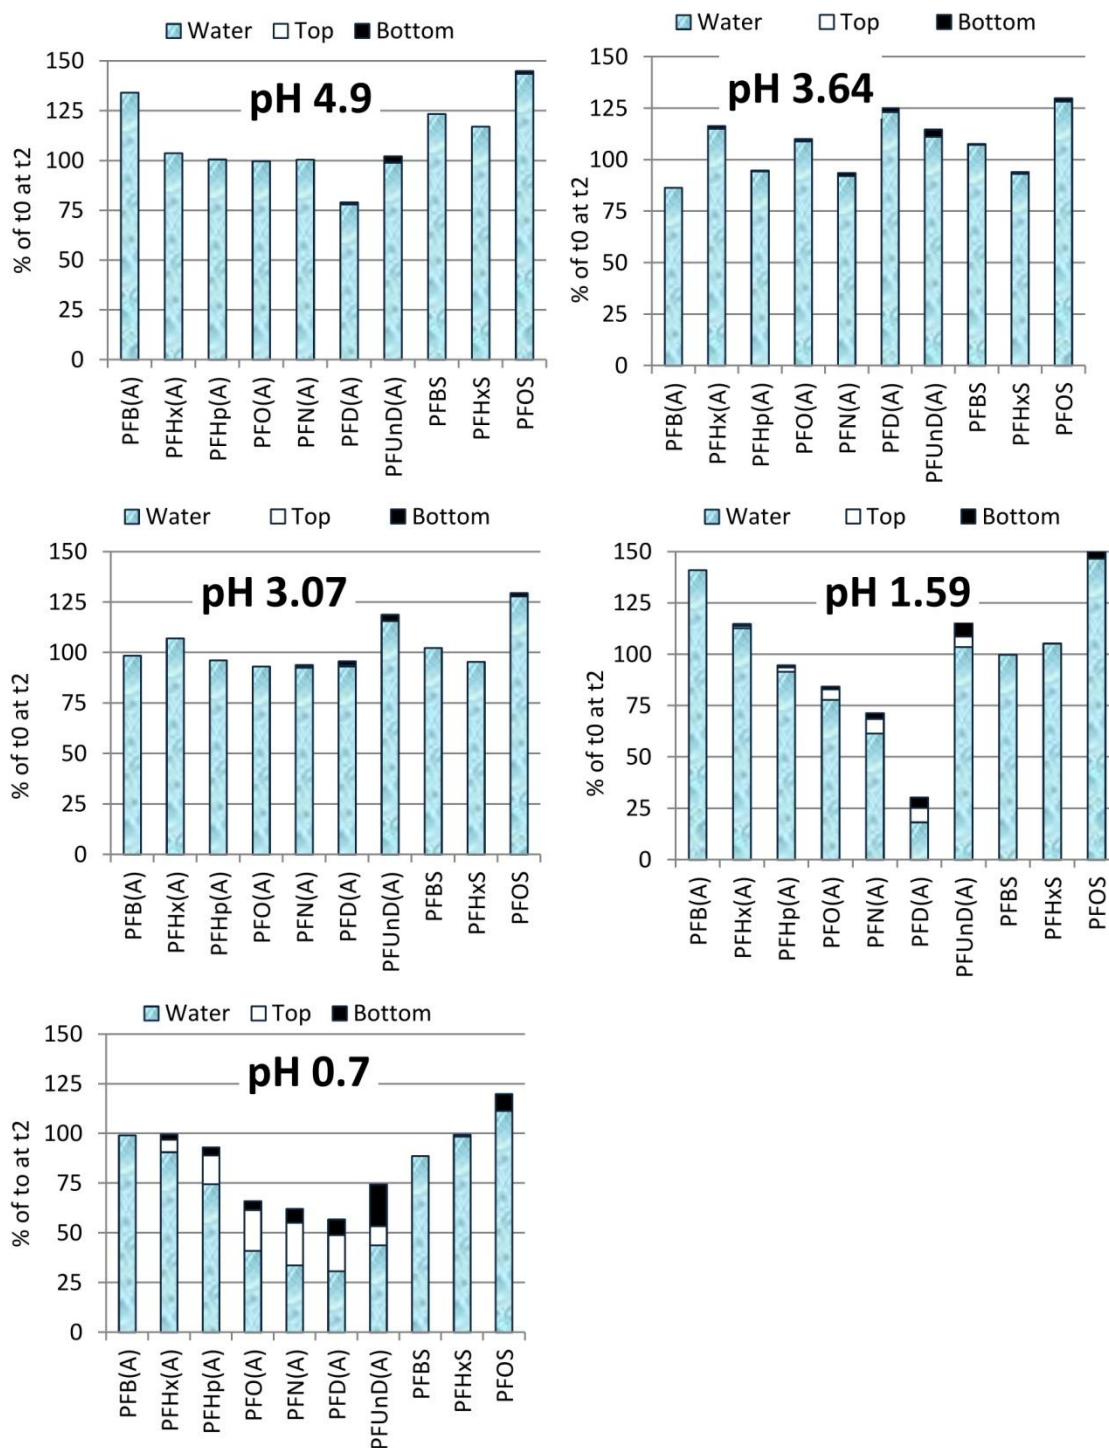 Water Top Bottom
pH 4.9
% of t0 at t2
150
125
100
75
50
25
0
PFB(A)
PFHx(A)
PFHp(A)
PFO(A)
PFN(A)
PFD(A)
PFUnD(A)
PFBS
PFHxS
PFOS
Water Top Bottom
pH 3.64
% of t0 at t2
150
125
100
75
50
25
0
PFB(A)
PFHx(A)
PFHp(A)
PFO(A)
PFN(A)
PFD(A)
PFUnD(A)
PFBS
PFHxS
PFOS
Water Top Bottom
pH 3.07
% of t0 at t2
150
125
100
75
50
25
0
PFB(A)
PFHx(A)
PFHp(A)
PFO(A)
PFN(A)
PFD(A)
PFUnD(A)
PFBS
PFHxS
PFOS
Water Top Bottom
pH 1.59
% of t0 at t2
150
125
100
75
50
25
0
PFB(A)
PFHx(A)
PFHp(A)
PFO(A)
PFN(A)
PFD(A)
PFUnD(A)
PFBS
PFHxS
PFOS
Water Top Bottom
pH 0.7
% of to at t2
150
125
100
75
50
25
0
PFB(A)
PFHx(A)
PFHp(A)
PFO(A)
PFN(A)
PFD(A)
PFUnD(A)
PFBS
PFHxS
PFOS